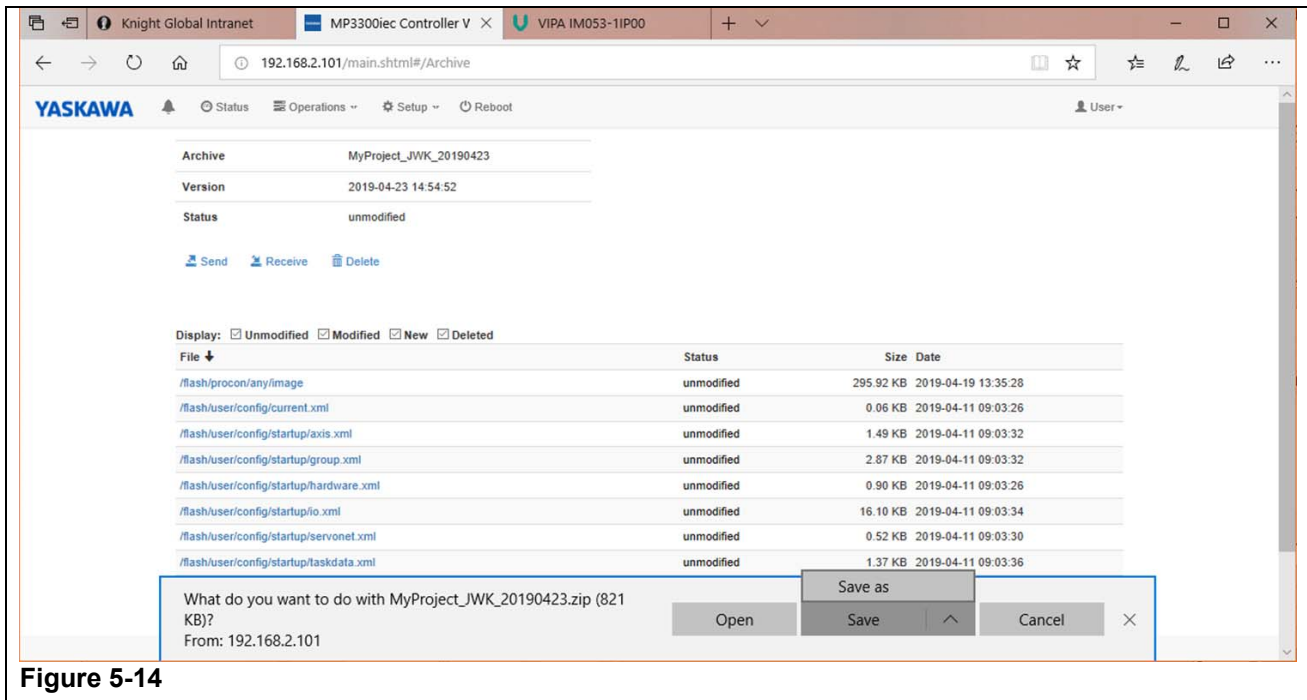 Knight Global Intranet
MP3300iec Controller V
VIPA IM053-1IP00
192.168.2.101/main.shtml#/Archive
YASKAWA Status Operations Setup Reboot User
Archive MyProject_JWK_20190423
Version 2019-04-23 14:54:52
Status unmodified
Send Receive Delete
Display: Unmodified Modified New Deleted
File Status Size Date
/flash/procon/any/image unmodified 295.92 KB 2019-04-19 13:35:28
/flash/user/config/current.xml unmodified 0.06 KB 2019-04-11 09:03:26
/flash/user/config/startup/axis.xml unmodified 1.49 KB 2019-04-11 09:03:32
/flash/user/config/startup/group.xml unmodified 2.87 KB 2019-04-11 09:03:32
/flash/user/config/startup/hardware.xml unmodified 0.90 KB 2019-04-11 09:03:26
/flash/user/config/startup/io.xml unmodified 16.10 KB 2019-04-11 09:03:34
/flash/user/config/startup/servonet.xml unmodified 0.52 KB 2019-04-11 09:03:30
/flash/user/config/startup/taskdata.xml unmodified 1.37 KB 2019-04-11 09:03:36
Save as
What do you want to do with MyProject_JWK_20190423.zip (821
KB)?
From: 192.168.2.101
Open Save Cancel
Figure 5-14